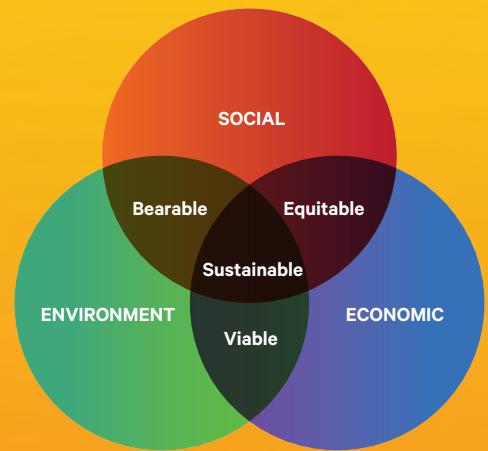 SOCIAL
Bearable
Equitable
Sustainable
ENVIRONMENT
ECONOMIC
Viable